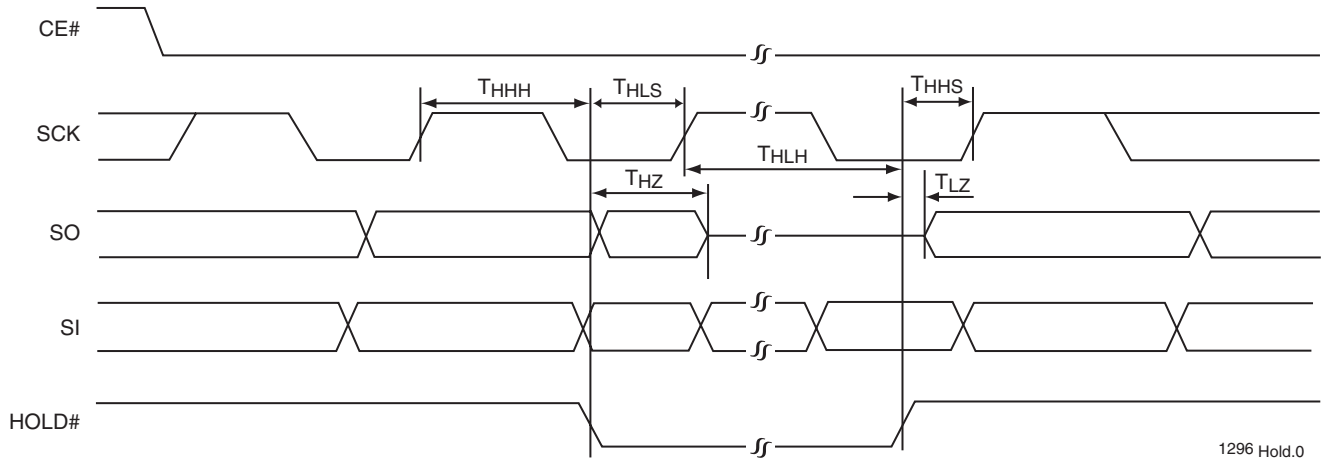 CE#
THHH THLS THHS
SCK
THLH
THZ TLZ
SO
SI
HOLD#
1296 Hold.0